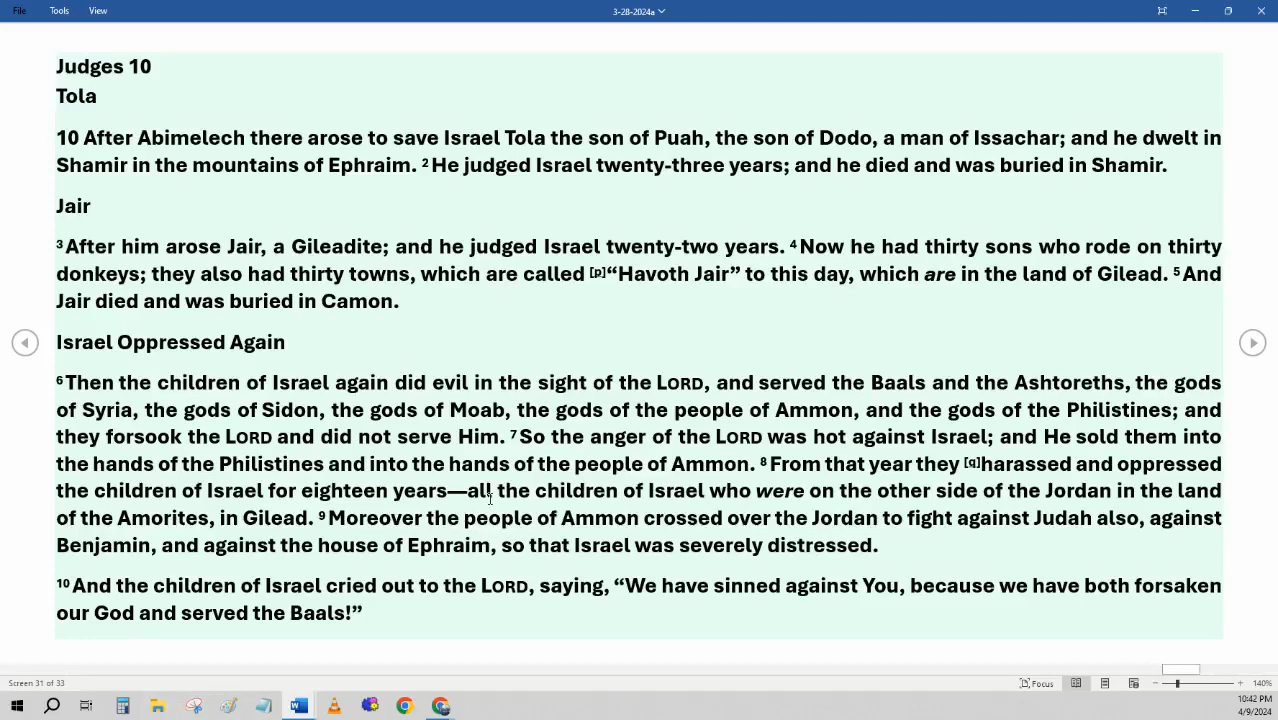 File Tools View 3-28-2024a
Judges 10
Tola
10 After Abimelech there arose to save Israel Tola the son of Puah, the son of Dodo, a man of Issachar; and he dwelt in
Shamir in the mountains of Ephraim. 2 He judged Israel twenty-three years; and he died and was buried in Shamir.
Jair
3 After him arose Jair, a Gileadite; and he judged Israel twenty-two years. 4 Now he had thirty sons who rode on thirty
donkeys; they also had thirty towns, which are called [p]“Havoth Jair” to this day, which are in the land of Gilead. 5 And
Jair died and was buried in Camon.
Israel Oppressed Again
6 Then the children of Israel again did evil in the sight of the LORD, and served the Baals and the Ashtoreths, the gods
of Syria, the gods of Sidon, the gods of Moab, the gods of the people of Ammon, and the gods of the Philistines; and
they forsook the LORD and did not serve Him. 7 So the anger of the LORD was hot against Israel; and He sold them into
the hands of the Philistines and into the hands of the people of Ammon. 8 From that year they [q]harassed and oppressed
the children of Israel for eighteen years—all the children of Israel who were on the other side of the Jordan in the land
of the Amorites, in Gilead. 9 Moreover the people of Ammon crossed over the Jordan to fight against Judah also, against
Benjamin, and against the house of Ephraim, so that Israel was severely distressed.
10 And the children of Israel cried out to the LORD, saying, “We have sinned against You, because we have both forsaken
our God and served the Baals!”
Screen 31 of 33 Focus 140%
10:42 PM
4/9/2024